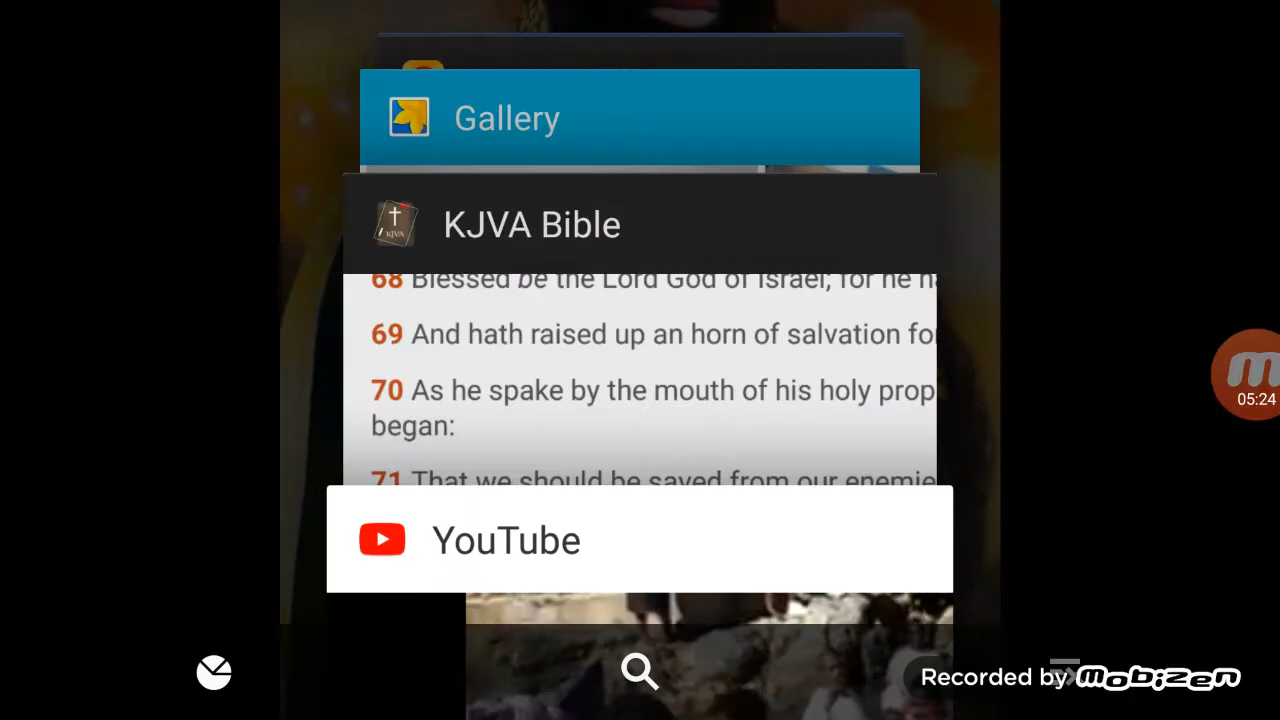 Gallery
KJVA
KJVA Bible
68 Blessed be the Lord God of Israel; for he
69 And hath raised up an horn of salvation
70 As he spake by the mouth of his holy
began:
71 That we should be saved from our enemie
YouTube
05:24
Recorded by mobizen